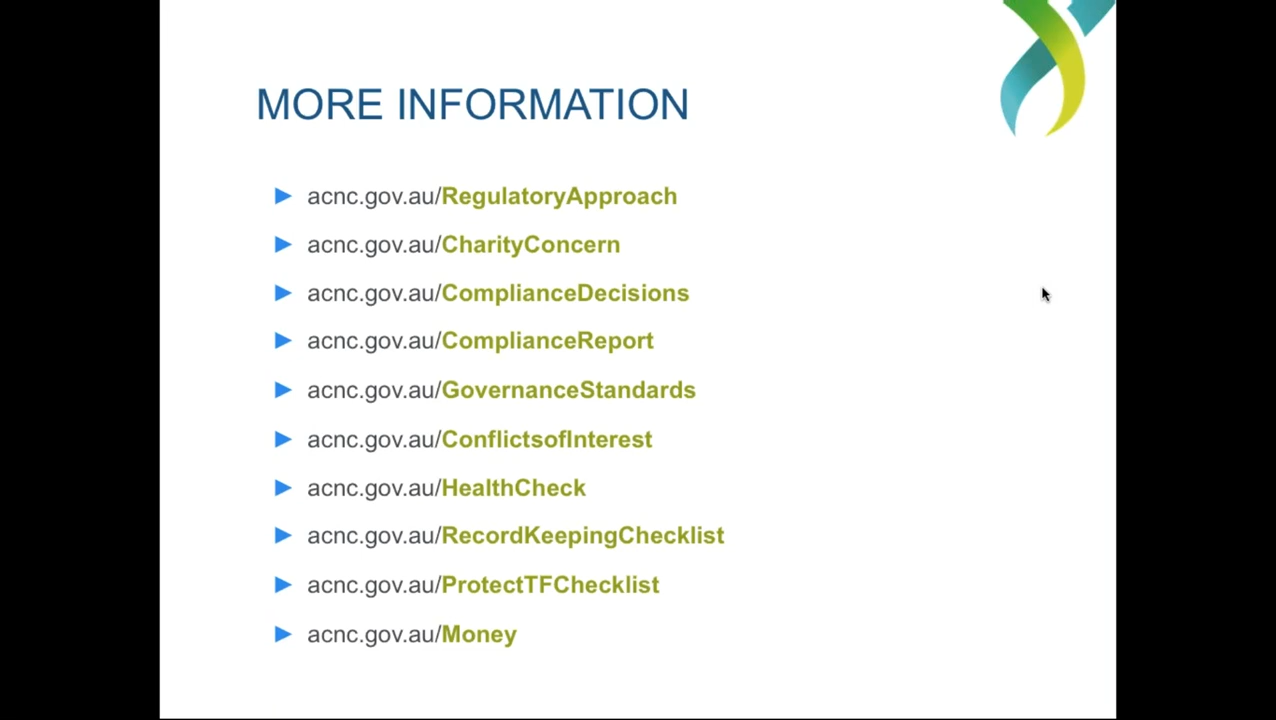 MORE INFORMATION
► acnc.gov.au/RegulatoryApproach
► acnc.gov.au/CharityConcern
► acnc.gov.au/ComplianceDecisions
► acnc.gov.au/ComplianceReport
► acnc.gov.au/GovernanceStandards
► acnc.gov.au/ConflictsofInterest
► acnc.gov.au/HealthCheck
► acnc.gov.au/RecordKeepingChecklist
► acnc.gov.au/ProtectTFChecklist
► acnc.gov.au/Money